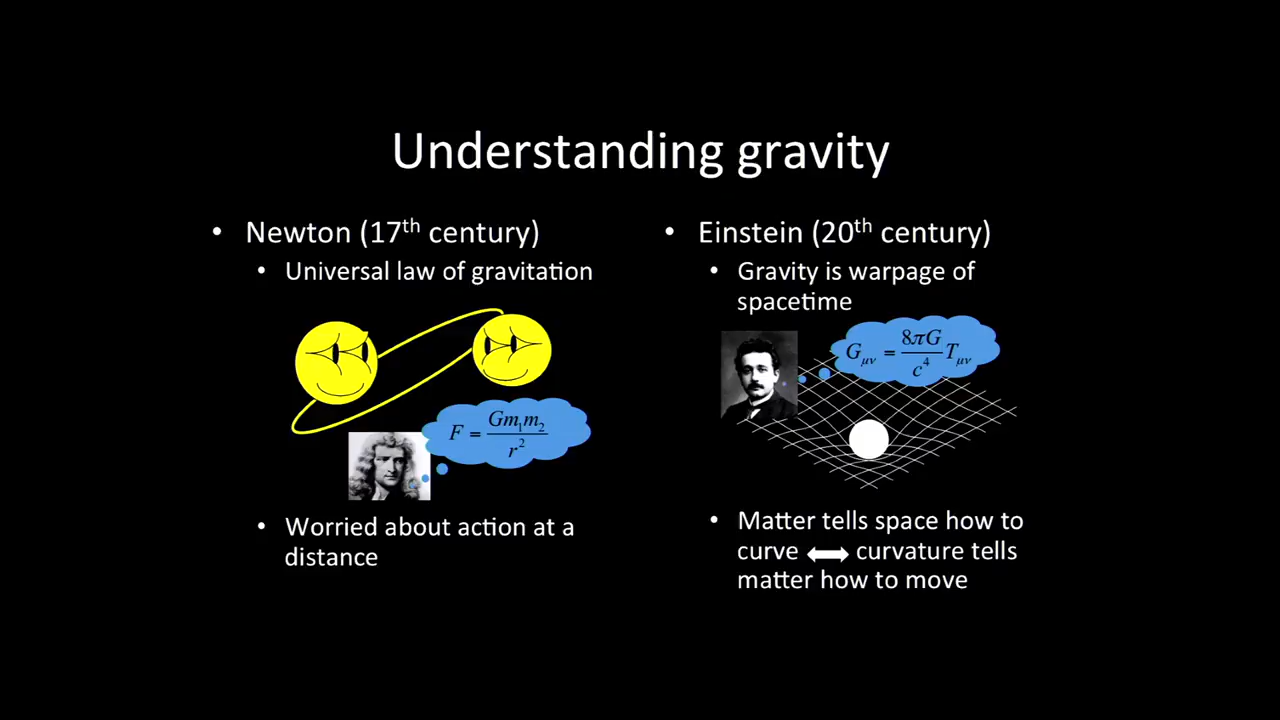 Understanding gravity
• Newton (17th century)
• Universal law of gravitation
F = Gm₁m₂ / r²
• Worried about action at a
distance
• Einstein (20th century)
• Gravity is warpage of
spacetime
Gμν = 8πG / c⁴ Tμν
• Matter tells space how to
curve ⟷ curvature tells
matter how to move